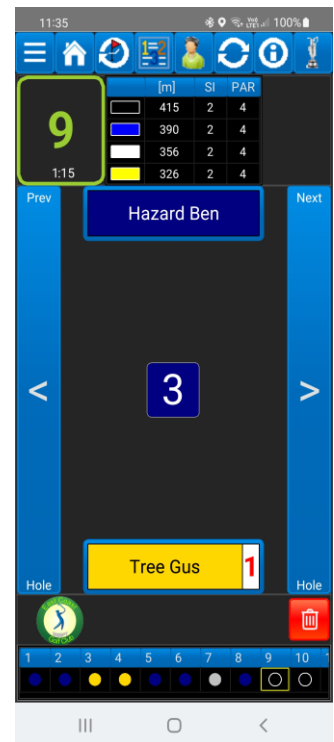 11:35 100%
[m] SI PAR
415 2 4
9 390 2 4
356 2 4
1:15 326 2 4
Prev Next
Hazard Ben
< 3 >
Tree Gus 1
Hole Hole
1 2 3 4 5 6 7 8 9 10